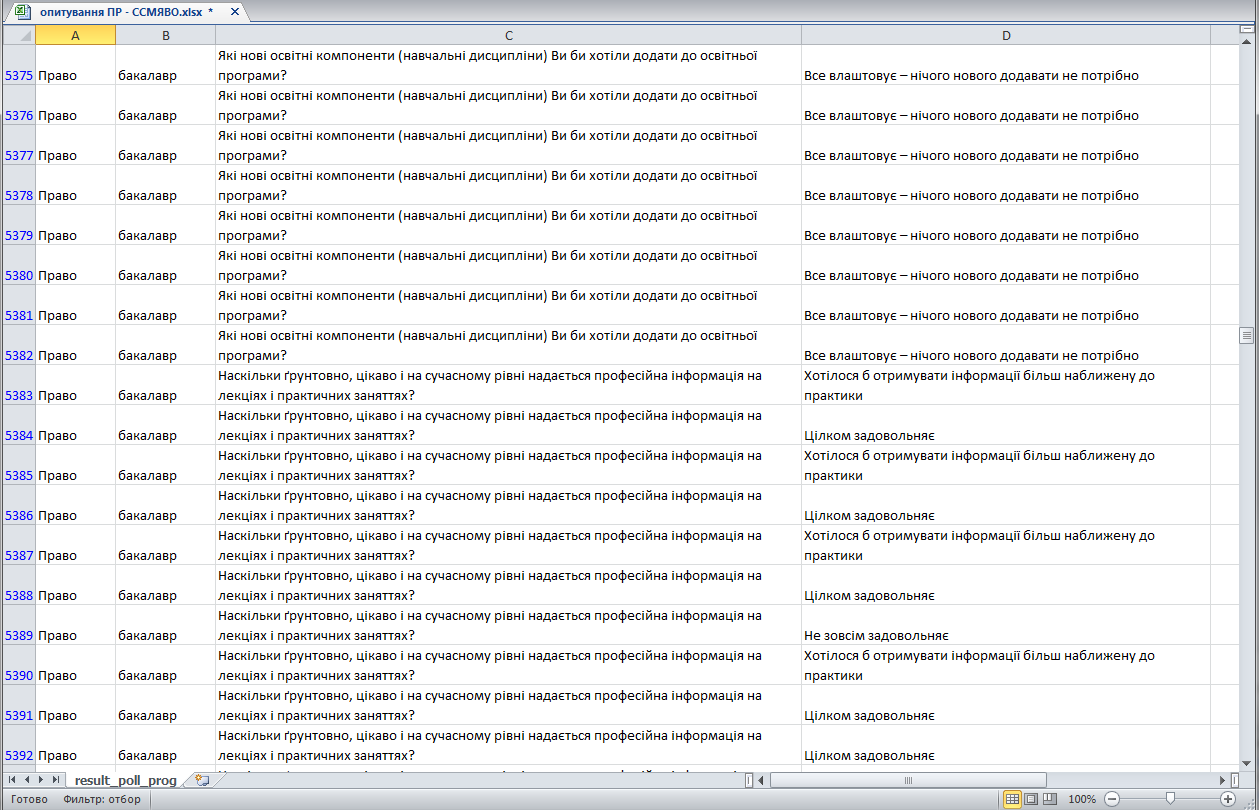 опитування ПР - ССМЯВО.xlsx *
A B C D
Які нові освітні компоненти (навчальні дисципліни) Ви би хотіли додати до освітньої
5375 Право бакалавр програми? Все влаштовує – нічого нового додавати не потрібно
Які нові освітні компоненти (навчальні дисципліни) Ви би хотіли додати до освітньої
5376 Право бакалавр програми? Все влаштовує – нічого нового додавати не потрібно
Які нові освітні компоненти (навчальні дисципліни) Ви би хотіли додати до освітньої
5377 Право бакалавр програми? Все влаштовує – нічого нового додавати не потрібно
Які нові освітні компоненти (навчальні дисципліни) Ви би хотіли додати до освітньої
5378 Право бакалавр програми? Все влаштовує – нічого нового додавати не потрібно
Які нові освітні компоненти (навчальні дисципліни) Ви би хотіли додати до освітньої
5379 Право бакалавр програми? Все влаштовує – нічого нового додавати не потрібно
Які нові освітні компоненти (навчальні дисципліни) Ви би хотіли додати до освітньої
5380 Право бакалавр програми? Все влаштовує – нічого нового додавати не потрібно
Які нові освітні компоненти (навчальні дисципліни) Ви би хотіли додати до освітньої
5381 Право бакалавр програми? Все влаштовує – нічого нового додавати не потрібно
Які нові освітні компоненти (навчальні дисципліни) Ви би хотіли додати до освітньої
5382 Право бакалавр програми? Все влаштовує – нічого нового додавати не потрібно
Наскільки ґрунтовно, цікаво і на сучасному рівні надається професійна інформація на Хотілося б отримувати інформації більш наближену до
5383 Право бакалавр лекціях і практичних заняттях? практики
Наскільки ґрунтовно, цікаво і на сучасному рівні надається професійна інформація на
5384 Право бакалавр лекціях і практичних заняттях? Цілком задовольняє
Наскільки ґрунтовно, цікаво і на сучасному рівні надається професійна інформація на Хотілося б отримувати інформації більш наближену до
5385 Право бакалавр лекціях і практичних заняттях? практики
Наскільки ґрунтовно, цікаво і на сучасному рівні надається професійна інформація на
5386 Право бакалавр лекціях і практичних заняттях? Цілком задовольняє
Наскільки ґрунтовно, цікаво і на сучасному рівні надається професійна інформація на Хотілося б отримувати інформації більш наближену до
5387 Право бакалавр лекціях і практичних заняттях? практики
Наскільки ґрунтовно, цікаво і на сучасному рівні надається професійна інформація на
5388 Право бакалавр лекціях і практичних заняттях? Цілком задовольняє
Наскільки ґрунтовно, цікаво і на сучасному рівні надається професійна інформація на
5389 Право бакалавр лекціях і практичних заняттях? Не зовсім задовольняє
Наскільки ґрунтовно, цікаво і на сучасному рівні надається професійна інформація на Хотілося б отримувати інформації більш наближену до
5390 Право бакалавр лекціях і практичних заняттях? практики
Наскільки ґрунтовно, цікаво і на сучасному рівні надається професійна інформація на
5391 Право бакалавр лекціях і практичних заняттях? Цілком задовольняє
Наскільки ґрунтовно, цікаво і на сучасному рівні надається професійна інформація на
5392 Право бакалавр лекціях і практичних заняттях? Цілком задовольняє
result_poll_prog
Готово Фильтр: отбор 100%